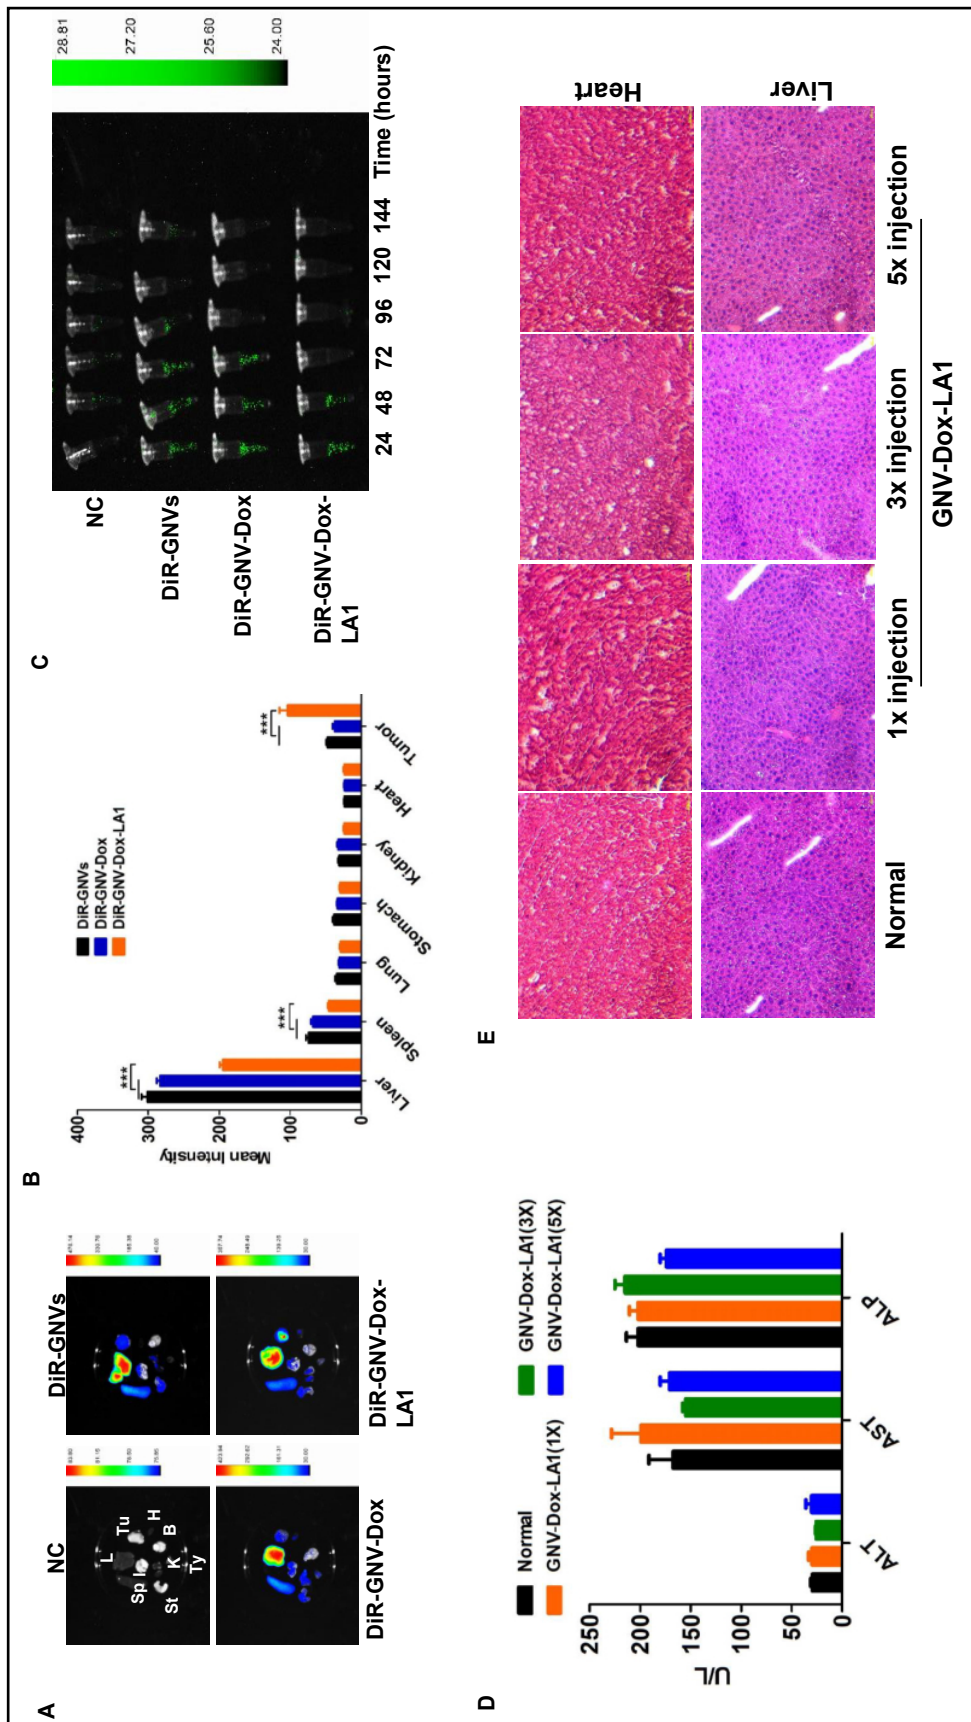 A
NC
DiR-GNVs
L
Tu
H
Sp
I
B
K
St
Ty
DiR-GNV-Dox
DiR-GNV-Dox-
LA1
B
DiR-GNVs
DiR-GNV-Dox
DiR-GNV-Dox-LA1
Mean Intensity
400
300
200
100
0
***
***
***
Liver
Spleen
Lung
Stomach
Kidney
Heart
Tumor
C
NC
DiR-GNVs
DiR-GNV-Dox
DiR-GNV-Dox-
LA1
24 48 72 96 120 144 Time (hours)
28.81
27.20
25.60
24.00
D
Normal
GNV-Dox-LA1(1X)
GNV-Dox-LA1(3X)
GNV-Dox-LA1(5X)
U/L
250
200
150
100
50
0
ALT
AST
ALP
E
Heart
Liver
Normal
1x injection
3x injection
5x injection
GNV-Dox-LA1